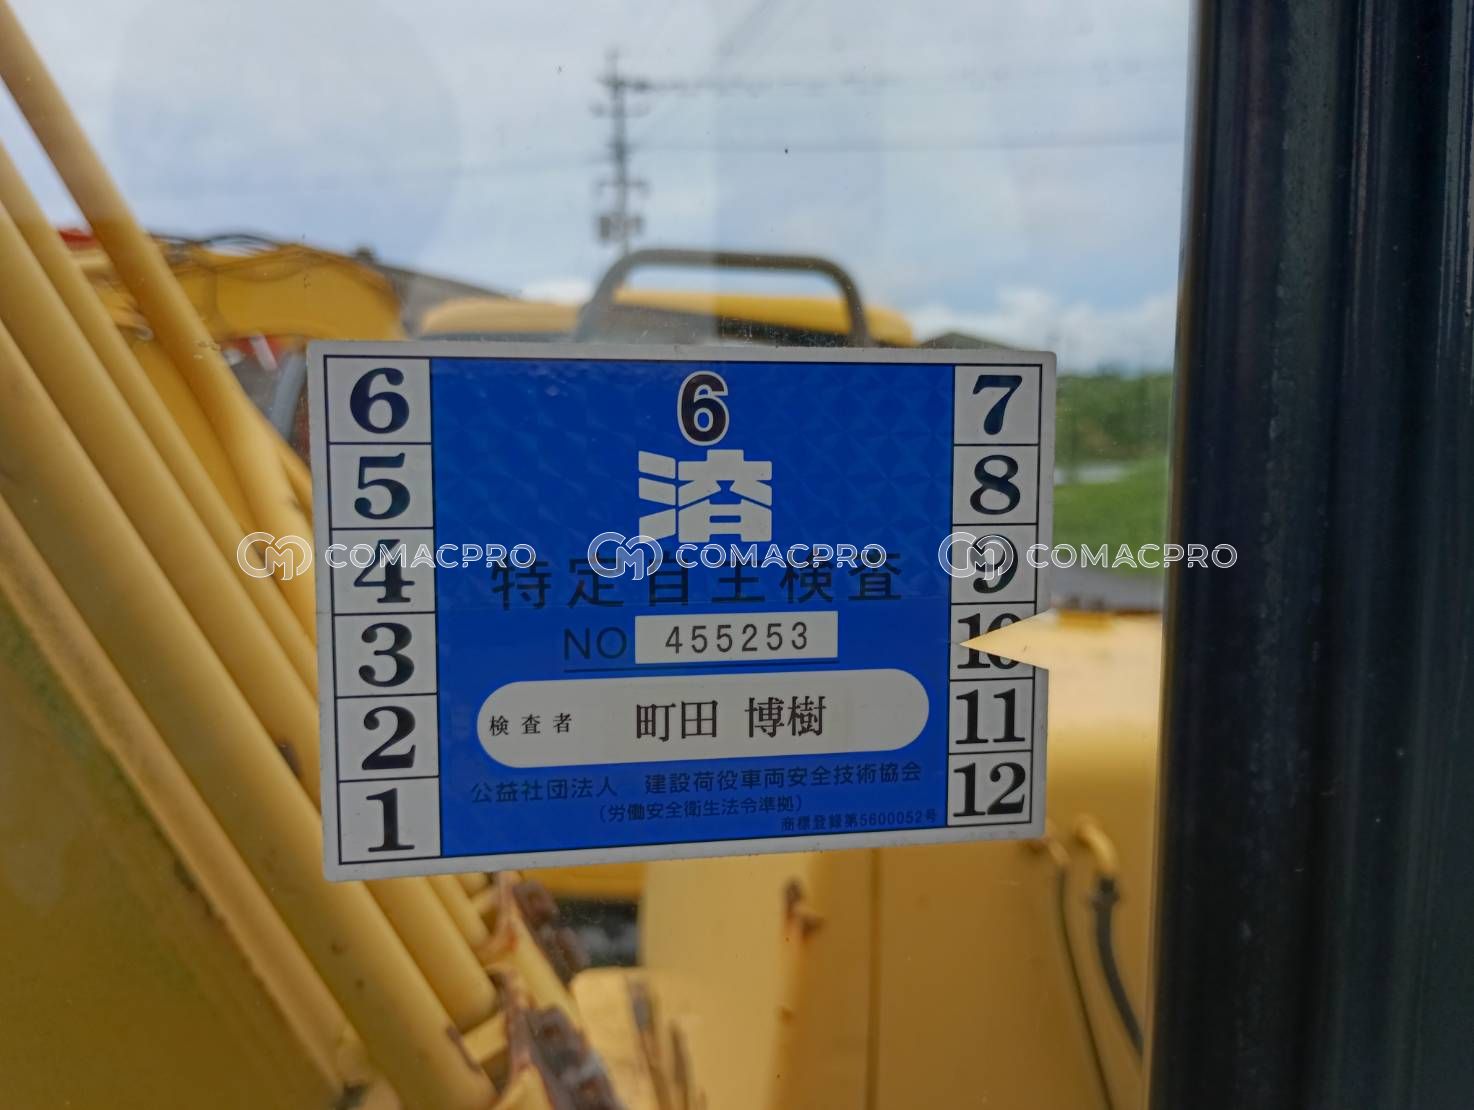 6
済
特定自主検査
NO 455253
検査者 町田 博樹
公益社団法人 建設荷役車両安全技術協会
(労働安全衛生法令準拠)
商標登録第5600052号
6
5
4
3
2
1
7
8
9
10
11
12
COMACPRO COMACPRO COMACPRO